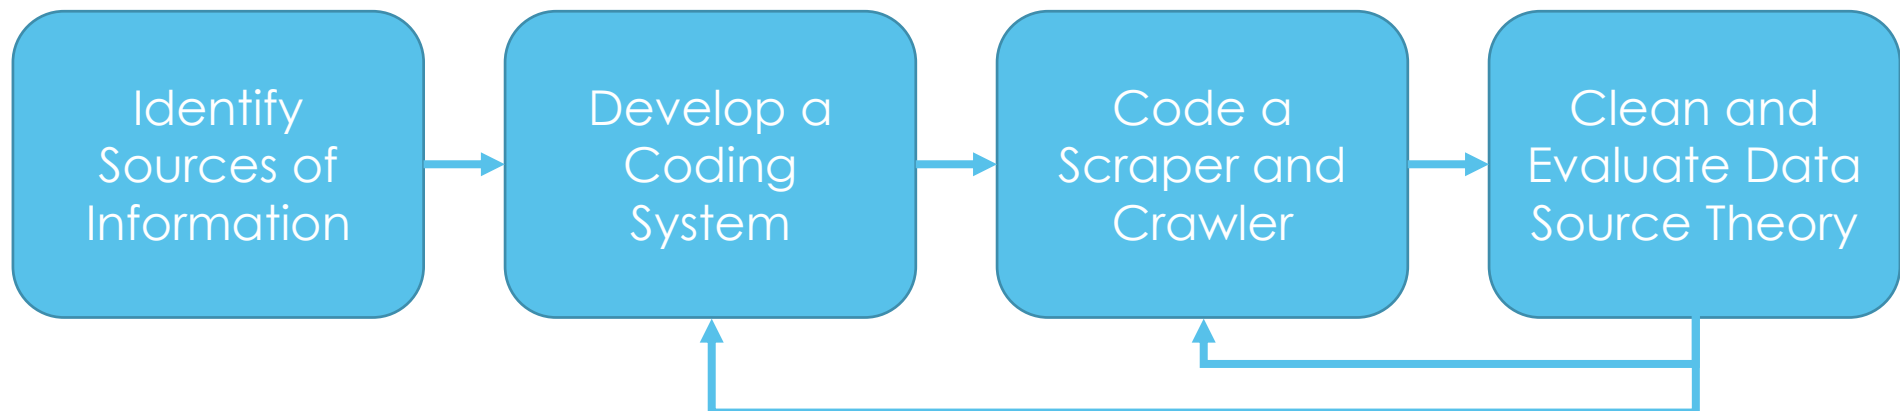 Identify
Sources of
Information
Develop a
Coding
System
Code a
Scraper and
Crawler
Clean and
Evaluate Data
Source Theory